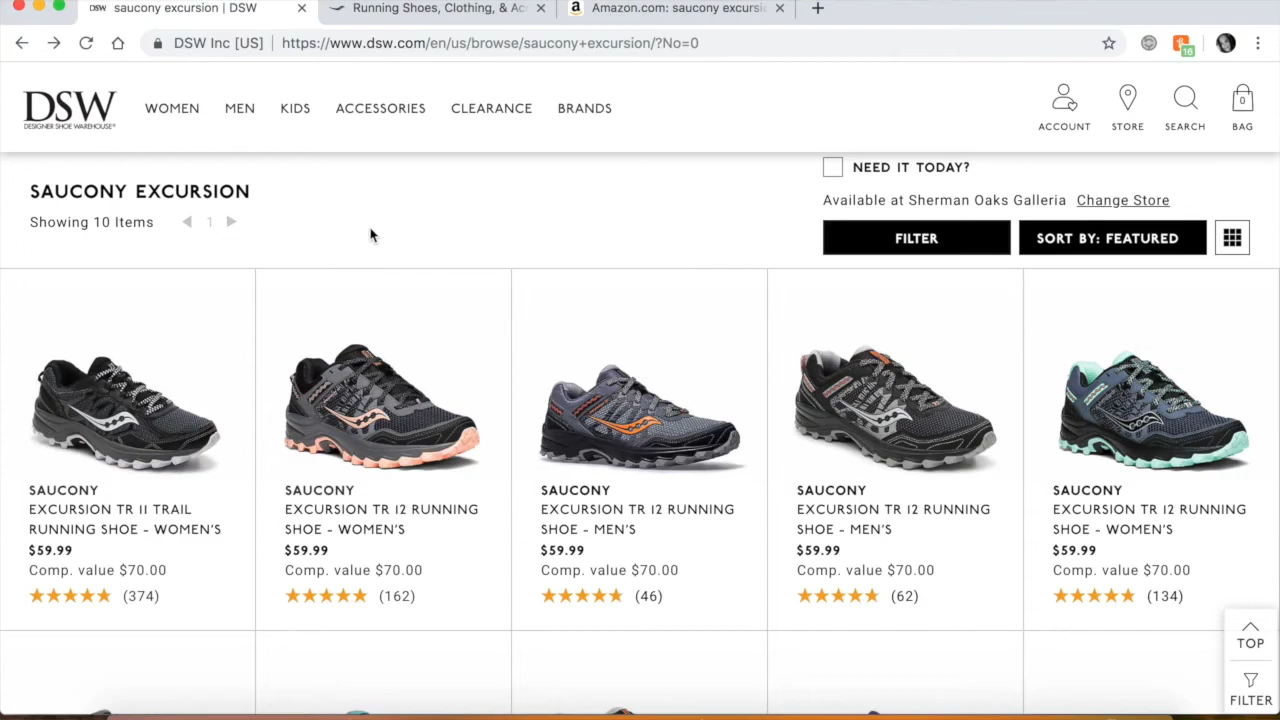 saucony excursion | DSW
Running Shoes, Clothing, & Ac
Amazon.com: saucony excursi
DSW Inc [US]
https://www.dsw.com/en/us/browse/saucony+excursion/?No=0
16
DSW
DESIGNER SHOE WAREHOUSE
WOMEN
MEN
KIDS
ACCESSORIES
CLEARANCE
BRANDS
0
ACCOUNT
STORE
SEARCH
BAG
NEED IT TODAY?
SAUCONY EXCURSION
Available at Sherman Oaks Galleria Change Store
Showing 10 Items
1
FILTER
SORT BY: FEATURED
SAUCONY
EXCURSION TR 11 TRAIL
RUNNING SHOE - WOMEN'S
$59.99
Comp. value $70.00
(374)
SAUCONY
EXCURSION TR 12 RUNNING
SHOE - WOMEN'S
$59.99
Comp. value $70.00
(162)
SAUCONY
EXCURSION TR 12 RUNNING
SHOE - MEN'S
$59.99
Comp. value $70.00
(46)
SAUCONY
EXCURSION TR 12 RUNNING
SHOE - MEN'S
$59.99
Comp. value $70.00
(62)
SAUCONY
EXCURSION TR 12 RUNNING
SHOE - WOMEN'S
$59.99
Comp. value $70.00
(134)
TOP
FILTER